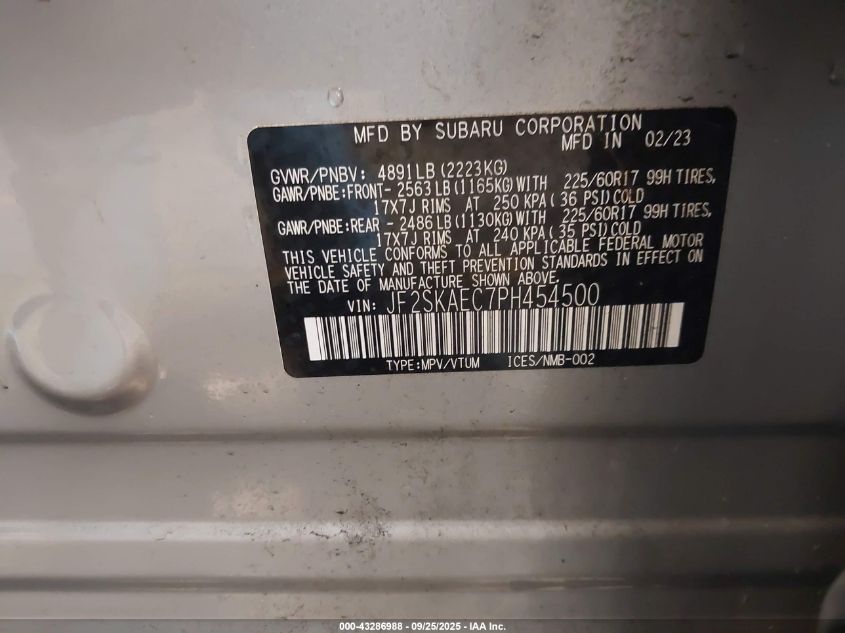 MFD BY SUBARU CORPORATION
MFD IN 02/23
GVWR/PNBV: 4891LB(2223KG)
GAWR/PNBE:FRONT- 2563LB(1165KG)WITH 225/60R17 99H TIRES,
17X7J RIMS AT 250 KPA( 36 PSI)COLD
GAWR/PNBE:REAR - 2486LB(1130KG)WITH 225/60R17 99H TIRES,
17X7J RIMS AT 240 KPA( 35 PSI)COLD
THIS VEHICLE CONFORMS TO ALL APPLICABLE FEDERAL MOTOR
VEHICLE SAFETY AND THEFT PREVENTION STANDARDS IN EFFECT ON
THE DATE OF MANUFACTURE SHOWN ABOVE.
VIN: JF2SKAEC7PH454500
TYPE:MPV/VTUM ICES/NMB-002
000-43286988 - 09/25/2025 - IAA Inc.